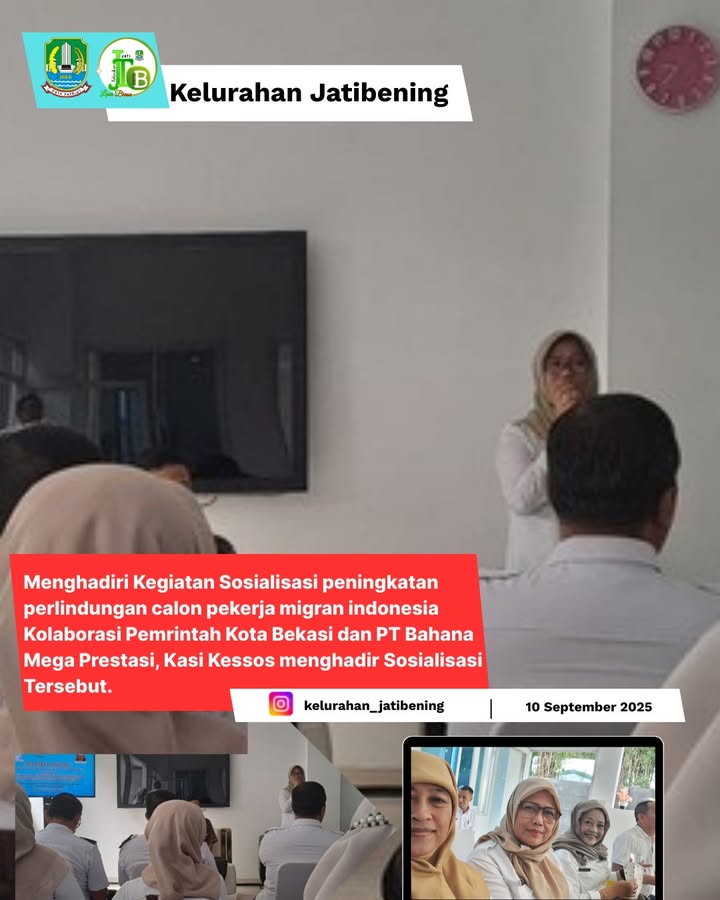 Kelurahan Jatibening
Menghadiri Kegiatan Sosialisasi peningkatan
perlindungan calon pekerja migran indonesia
Kolaborasi Pemrintah Kota Bekasi dan PT Bahana
Mega Prestasi, Kasi Kessos menghadir Sosialisasi
Tersebut.
kelurahan_jatibening | 10 September 2025